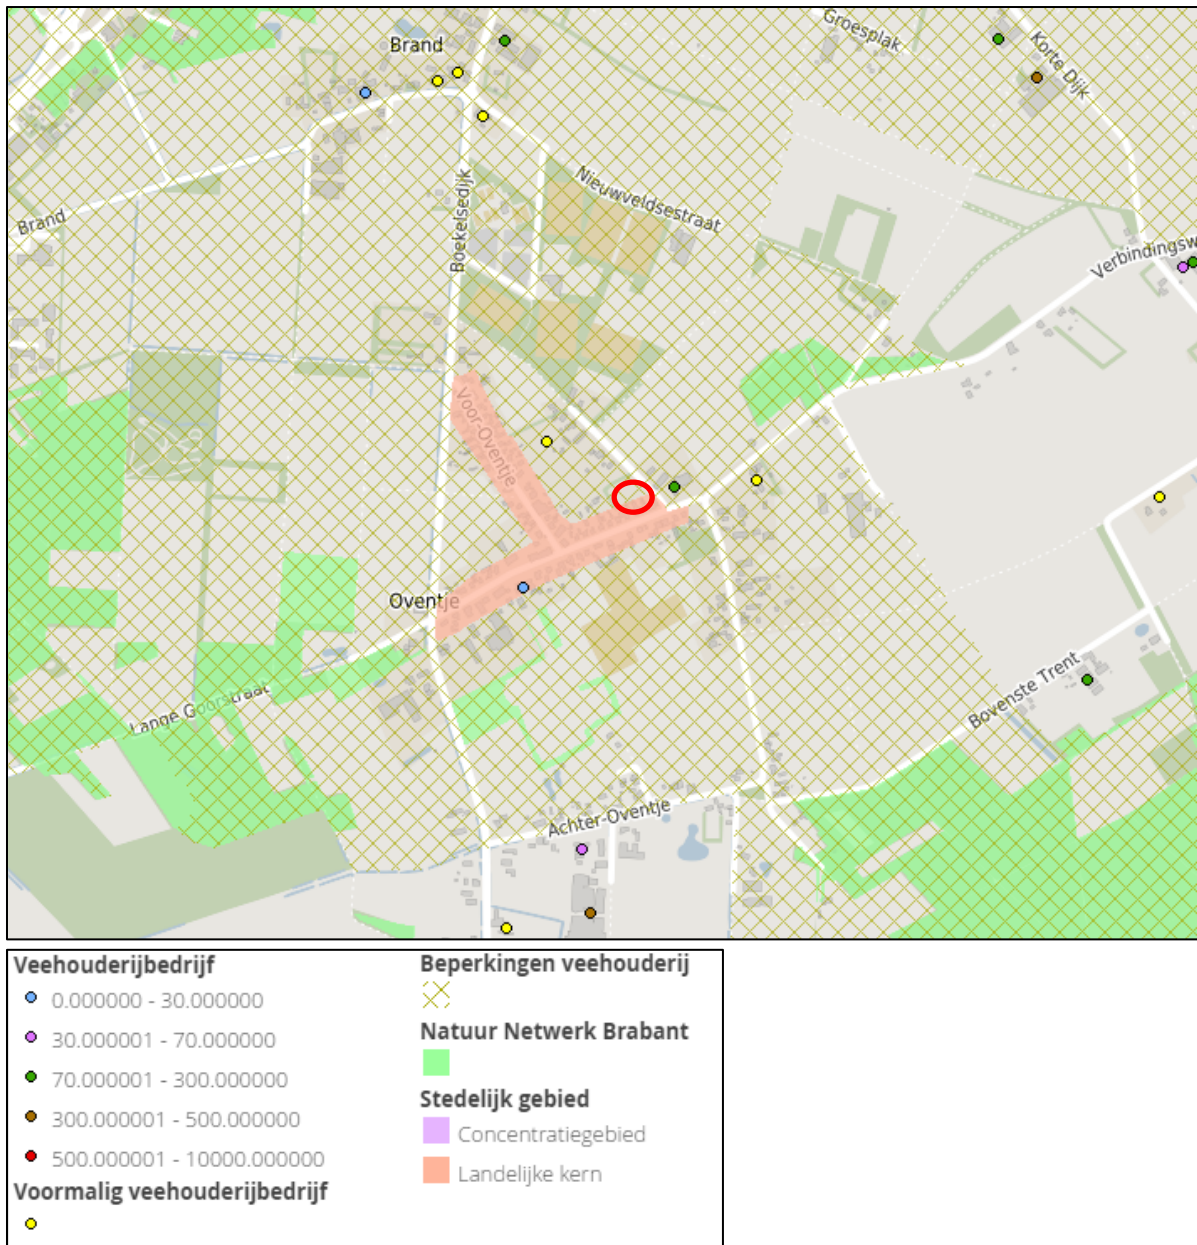 Brand
Groesplak
Korte Dijk
Nieuwveldsestraat
Boekelsedijk
Brand
Verbindingsw
Voor-Oventje
Oventje
Lange Goorstraat
Bovenste Trent
Achter-Oventje
Veehouderijbedrijf
0.000000 - 30.000000
30.000001 - 70.000000
70.000001 - 300.000000
300.000001 - 500.000000
500.000001 - 10000.000000
Voormalig veehouderijbedrijf
Beperkingen veehouderij
Natuur Netwerk Brabant
Stedelijk gebied
Concentratiegebied
Landelijke kern